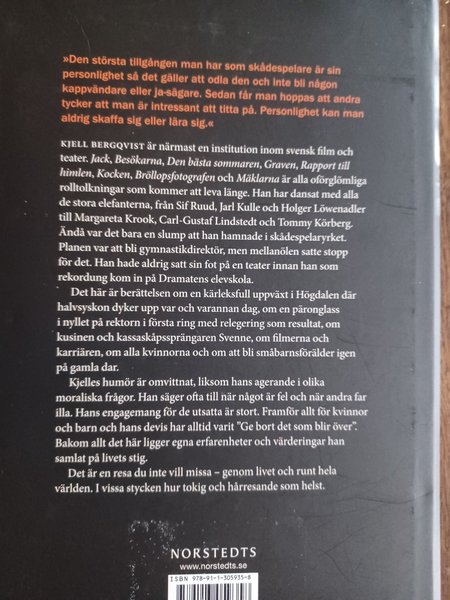 »Den största tillgången man har som skådespelare är sin
personlighet så det gäller att odla den och inte bli någon
kappvändare eller ja-sägare. Sedan får man hoppas att andra
tycker att man är intressant att titta på. Personlighet kan man
aldrig skaffa sig eller lära sig.«
KJELL BERGQVIST är närmast en institution inom svensk film och
teater. Jack, Besökarna, Den bästa sommaren, Graven, Rapport till
himlen, Kocken, Bröllopsfotografen och Mäklarna är alla oförglömliga
rolltolkningar som kommer att leva länge. Han har dansat med alla
de stora elefanterna, från Sif Ruud, Jarl Kulle och Holger Löwenadler
till Margareta Krook, Carl-Gustaf Lindstedt och Tommy Körberg.
Ändå var det bara en slump att han hamnade i skådespelaryrket.
Planen var att bli gymnastikdirektör, men mellanölen satte stopp
för det. Han hade aldrig satt sin fot på en teater innan han som
rekordung kom in på Dramatens elevskola.
Det här är berättelsen om en kärleksfull uppväxt i Högdalen där
halvsyskon dyker upp var och varannan dag, om en päronglass
i nyllet på rektorn i första ring med relegering som resultat, om
kusinen och kassaskåpssprängaren Svenne, om filmerna och
karriären, om alla kvinnorna och om att bli småbarnsförälder igen
på gamla dar.
Kjelles humör är omvittnat, liksom hans agerande i olika
moraliska frågor. Han säger ofta till när något är fel och när andra far
illa. Hans engagemang för de utsatta är stort. Framför allt för kvinnor
och barn och hans devis har alltid varit "Ge bort det som blir över".
Bakom allt det här ligger egna erfarenheter och värderingar han
samlat på livets stig.
Det är en resa du inte vill missa – genom livet och runt hela
världen. I vissa stycken hur tokig och hårresande som helst.
NORSTEDTS
www.norstedts.se
ISBN 978-91-1-305935-8